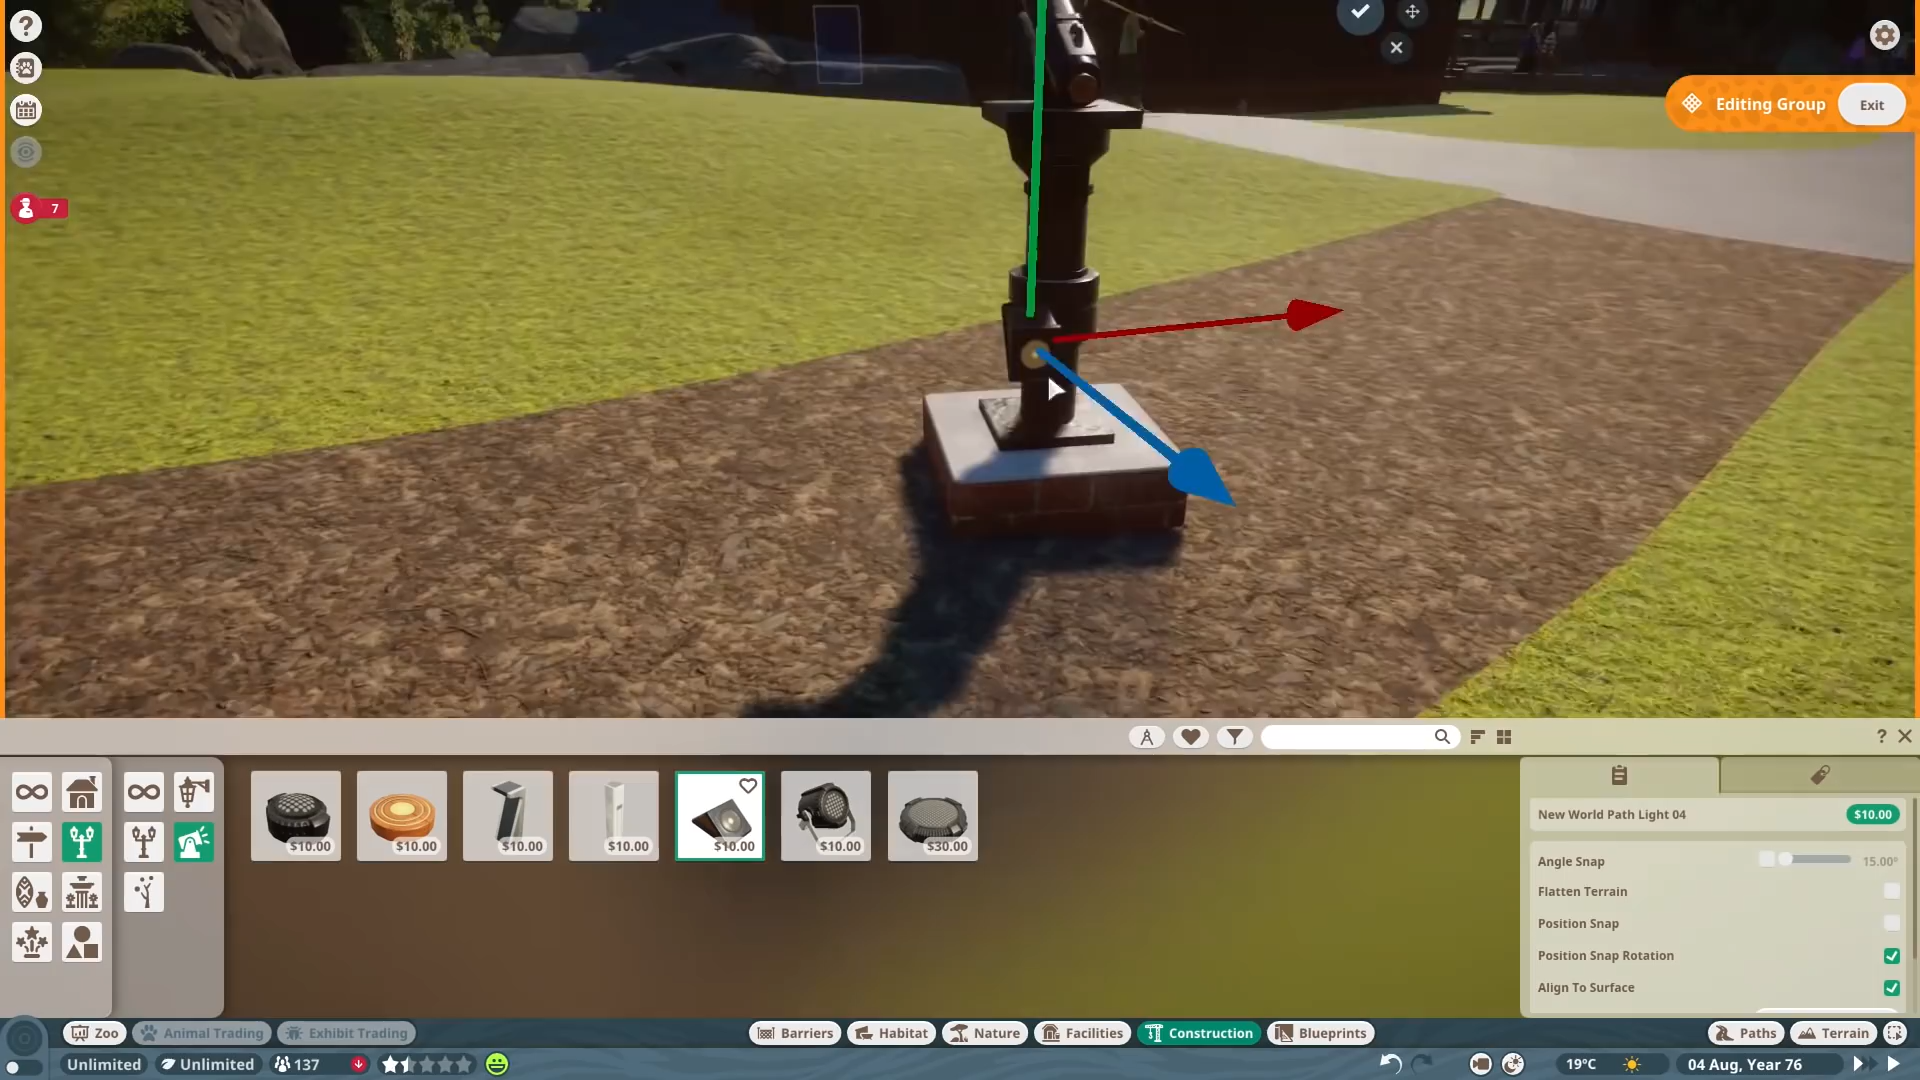 Editing Group
Exit
7
?
?
$10.00
$10.00
$10.00
$10.00
$10.00
$10.00
$30.00
New World Path Light 04
$10.00
Angle Snap
15.00°
Flatten Terrain
Position Snap
Position Snap Rotation
Align To Surface
Zoo
Animal Trading
Exhibit Trading
Barriers
Habitat
Nature
Facilities
Construction
Blueprints
Paths
Terrain
Unlimited
Unlimited
137
19°C
04 Aug, Year 76